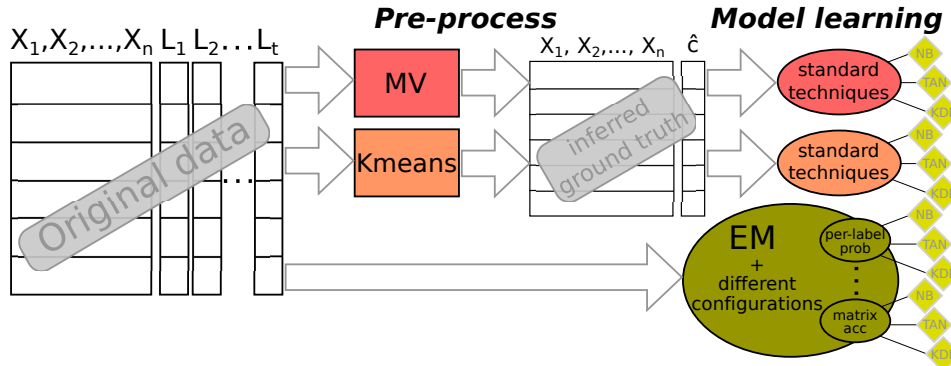 Pre-process
Model learning
X1,X2,...,Xn L1 L2 ... Lt
X1, X2,..., Xn ĉ
Original data
...
MV
Kmeans
inferred
ground truth
standard
techniques
NB
TAN
KDB
standard
techniques
NB
TAN
KDB
EM
+
different
configurations
per-label
prob
NB
TAN
KDB
matrix
acc
NB
TAN
KDB